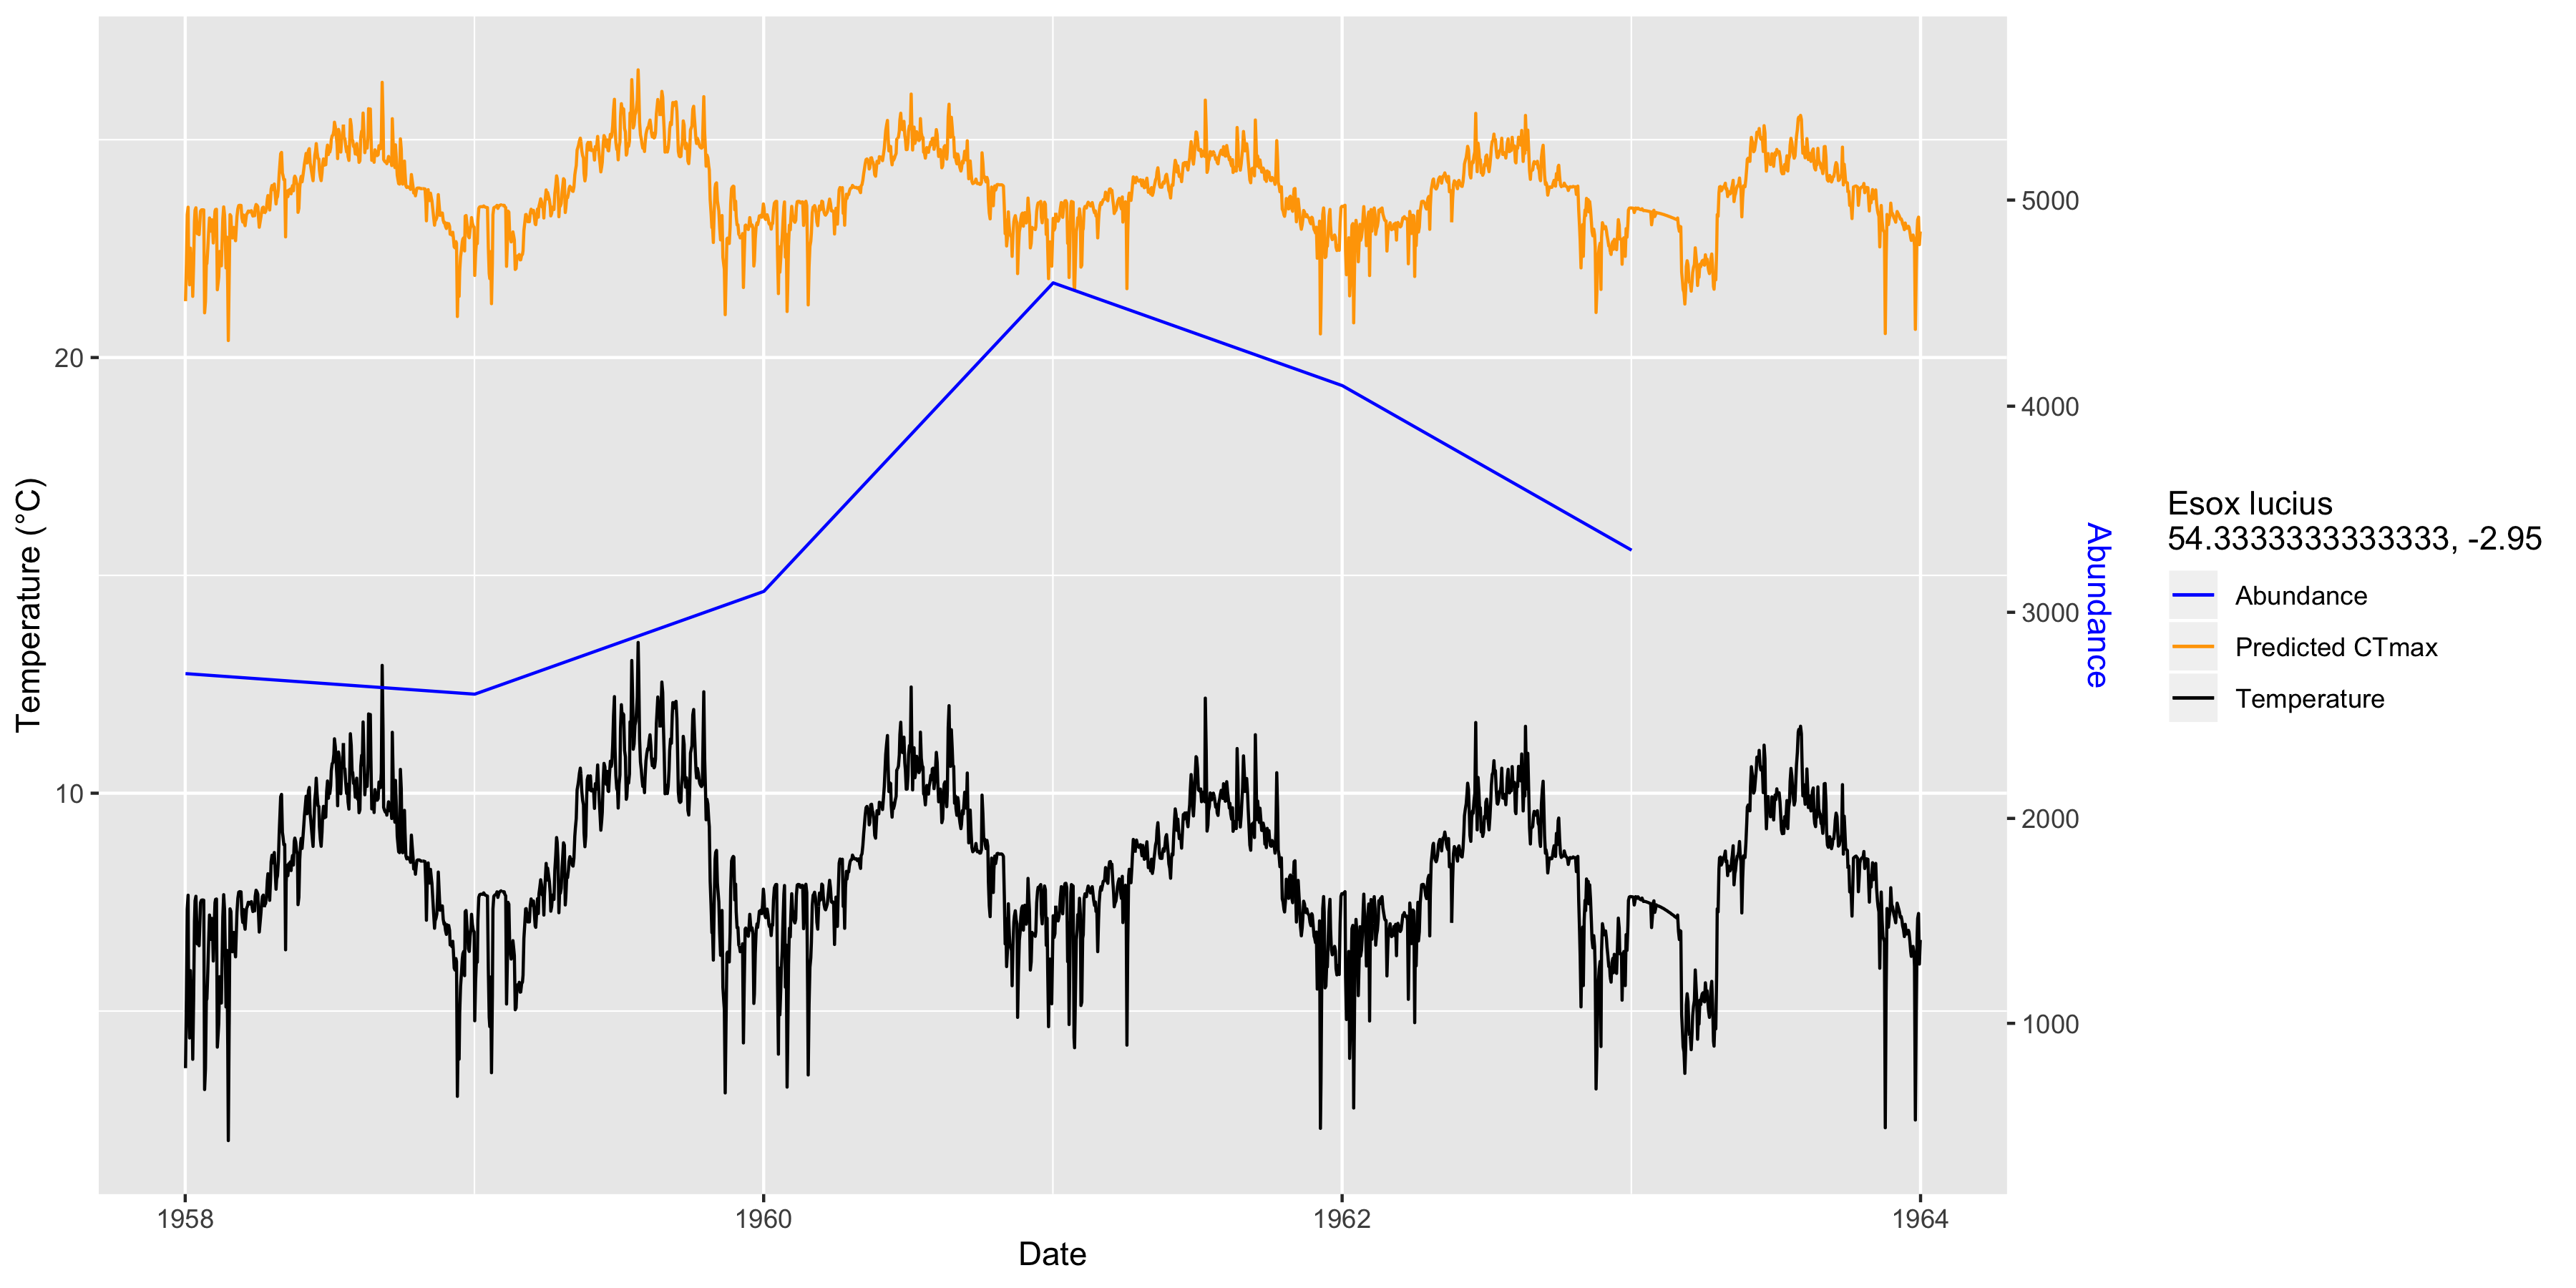 Temperature (°C)
20
10
1958
1960
1962
1964
Date
5000
4000
3000
2000
1000
Abundance
Esox lucius
54.3333333333333, -2.95
Abundance
Predicted CTmax
Temperature